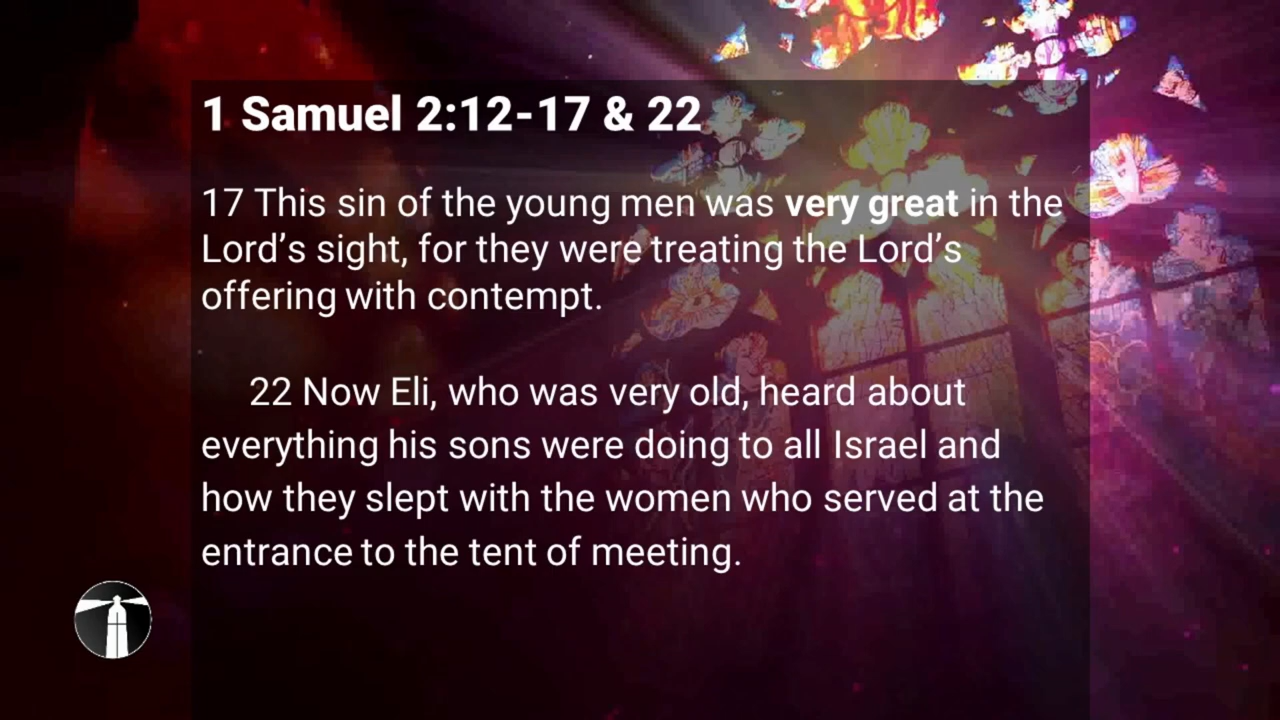 1 Samuel 2:12-17 & 22
17 This sin of the young men was very great in the
Lord’s sight, for they were treating the Lord’s
offering with contempt.
22 Now Eli, who was very old, heard about
everything his sons were doing to all Israel and
how they slept with the women who served at the
entrance to the tent of meeting.